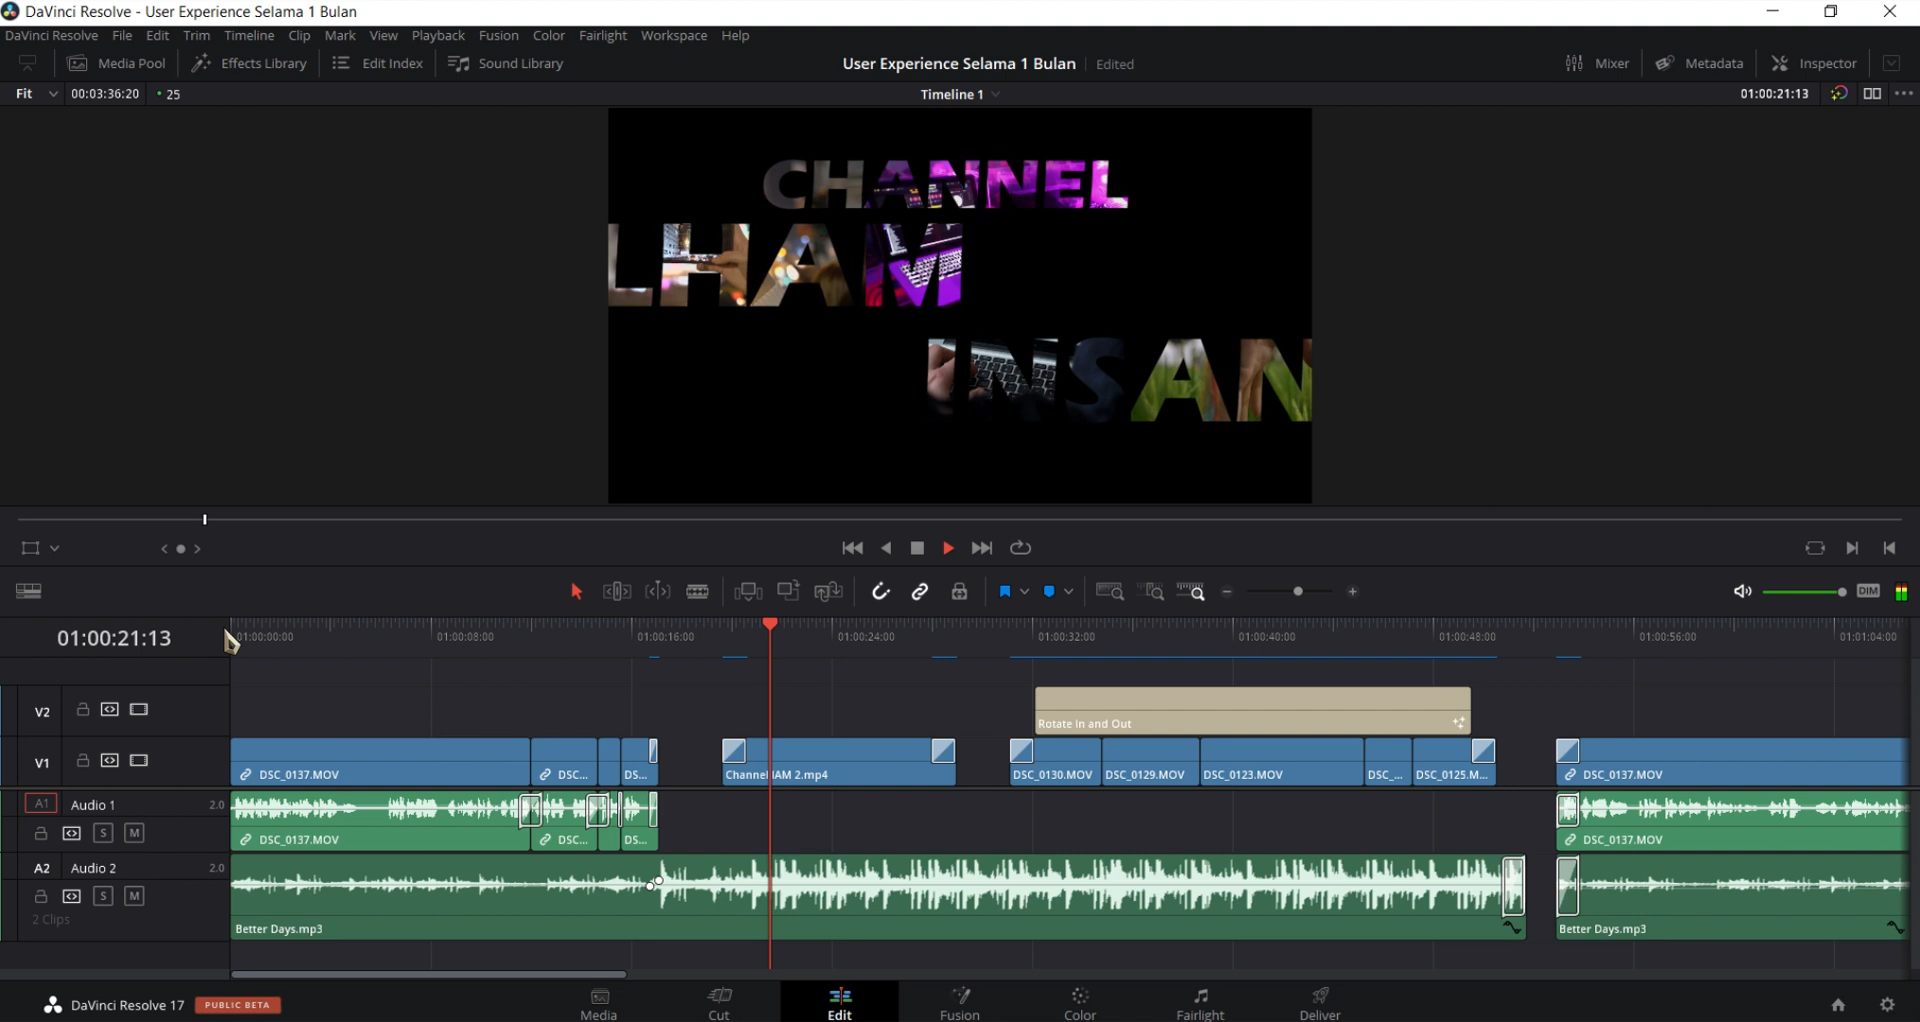 DaVinci Resolve - User Experience Selama 1 Bulan
DaVinci Resolve File Edit Trim Timeline Clip Mark View Playback Fusion Color Fairlight Workspace Help
Media Pool Effects Library Edit Index Sound Library User Experience Selama 1 Bulan Edited Mixer Metadata Inspector
Fit 00:03:36:20 25 Timeline 1 01:00:21:13
CHANNEL
LHAM
INSAN
DIM
01:00:21:13 01:00:00:00 01:00:08:00 01:00:16:00 01:00:24:00 01:00:32:00 01:00:40:00 01:00:48:00 01:00:56:00 01:01:04:00
V2
Rotate In and Out
V1
DSC_0137.MOV DSC... DS... 2.mp4 DSC_0130.MOV DSC_0129.MOV DSC_0123.MOV DSC_... DSC_0125.M... DSC_0137.MOV
A1 Audio 1 2.0
S M DSC_0137.MOV DSC... DS... DSC_0137.MOV
A2 Audio 2 2.0
S M
2 Clips
Better Days.mp3 Better Days.mp3
DaVinci Resolve 17 PUBLIC BETA
Media Cut Edit Fusion Color Fairlight Deliver